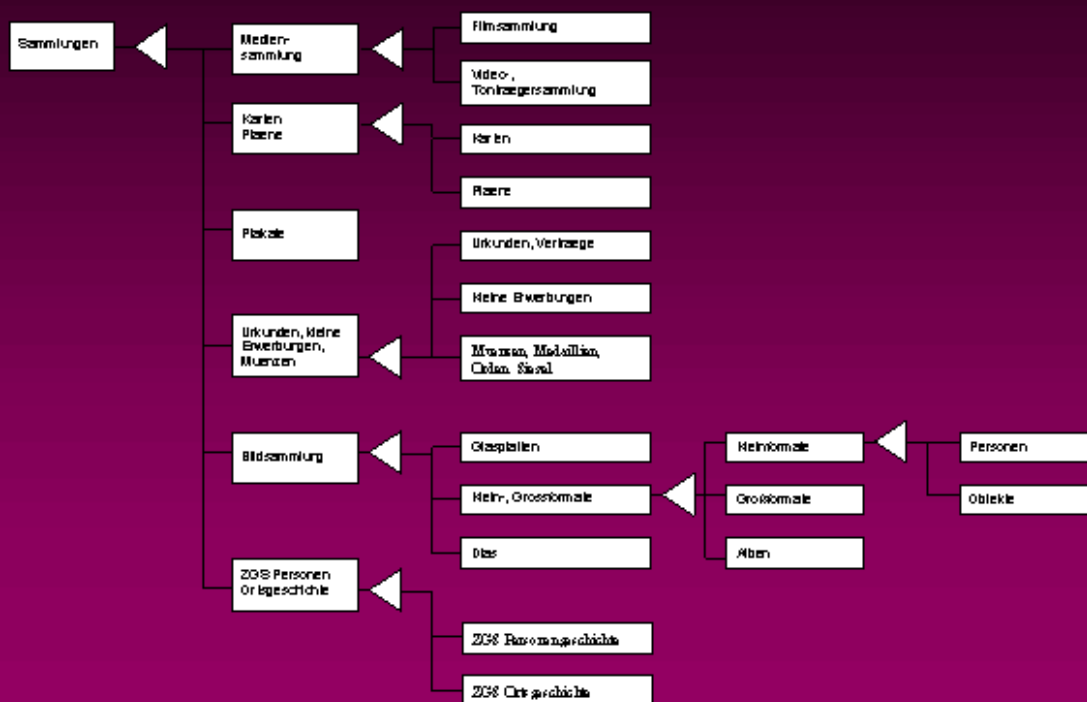 Sammlungen
Medien-
sammlung
Filmsammlung
Video-,
Tontraegersammlung
Karten
Plaene
Karten
Plaene
Plakate
Urkunden, kleine
Erwerbungen,
Muenzen
Urkunden, Vertraege
kleine Erwerbungen
Muenzen, Medaillien,
Orden, Siegel
Bildsammlung
Glasplatten
Klein-, Grossformate
Dias
Kleinformate
Großformate
Alben
Personen
Objekte
ZGS Personen
Ortsgeschichte
ZGS Personengeschichte
ZGS Ortsgeschichte